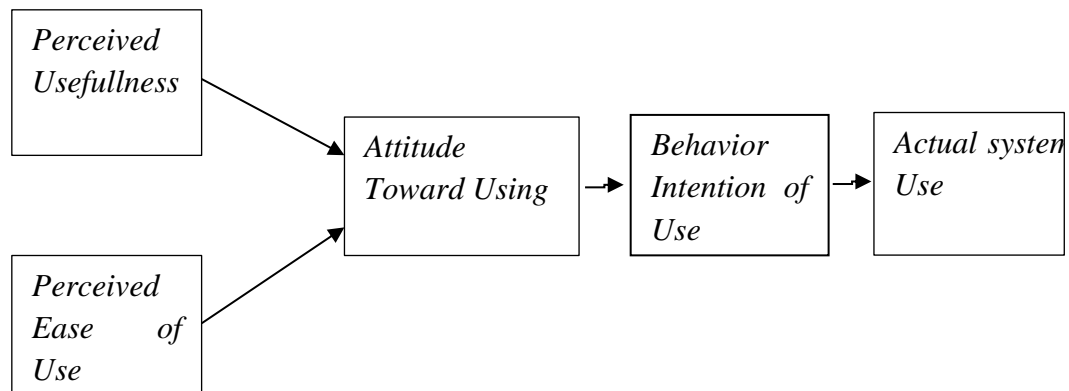 Perceived
Usefullness
Attitude
Toward Using
Behavior
Intention of
Use
Actual system
Use
Perceived
Ease of
Use